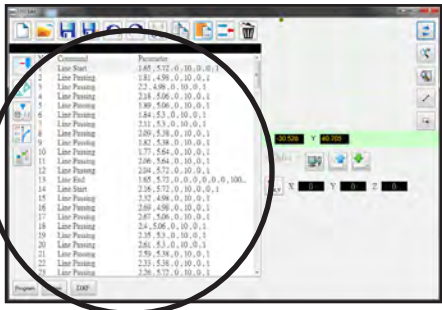 Command Parameter
1 Line Start 1.65 , 5.72 , 0 , 10 , 0 , 0 , 1
2 Line Passing 1.81 , 4.98 , 0 , 10 , 0 , 1
3 Line Passing 2.3 , 4.98 , 0 , 10 , 0 , 1
4 Line Passing 2.18 , 5.06 , 0 , 10 , 0 , 1
5 Line Passing 1.89 , 5.06 , 0 , 10 , 0 , 1
6 Line Passing 1.84 , 5.3 , 0 , 10 , 0 , 1
7 Line Passing 2.11 , 5.3 , 0 , 10 , 0 , 1
8 Line Passing 2.09 , 5.38 , 0 , 10 , 0 , 1
9 Line Passing 1.82 , 5.38 , 0 , 10 , 0 , 1
10 Line Passing 1.77 , 5.64 , 0 , 10 , 0 , 1
11 Line Passing 2.06 , 5.64 , 0 , 10 , 0 , 1
12 Line Passing 2.04 , 5.72 , 0 , 10 , 0 , 1
13 Line End 1.65 , 5.72 , 0 , 0 , 0 , 0 , 0 , 100...
14 Line Start 2.16 , 5.72 , 0 , 10 , 0 , 0 , 1
15 Line Passing 2.32 , 4.98 , 0 , 10 , 0 , 1
16 Line Passing 2.69 , 4.98 , 0 , 10 , 0 , 1
17 Line Passing 2.67 , 5.06 , 0 , 10 , 0 , 1
18 Line Passing 2.4 , 5.06 , 0 , 10 , 0 , 1
19 Line Passing 2.35 , 5.3 , 0 , 10 , 0 , 1
20 Line Passing 2.61 , 5.3 , 0 , 10 , 0 , 1
21 Line Passing 2.59 , 5.38 , 0 , 10 , 0 , 1
22 Line Passing 2.33 , 5.38 , 0 , 10 , 0 , 1
23 Line Passing 2.26 , 5.72 , 0 , 10 , 0 , 1
-30.526 Y 40.705
X 0 Y 0 Z 0
Program DXF